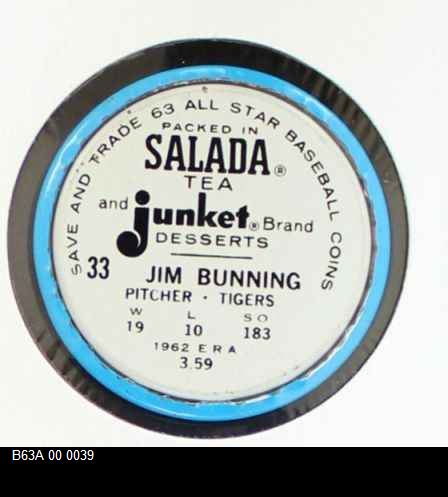 SAVE AND TRADE 63 ALL STAR BASEBALL COINS
PACKED IN
SALADA®
TEA
and junket® Brand
DESSERTS
33 JIM BUNNING
PITCHER · TIGERS
W L SO
19 10 183
1962 ERA
3.59
B63A 00 0039